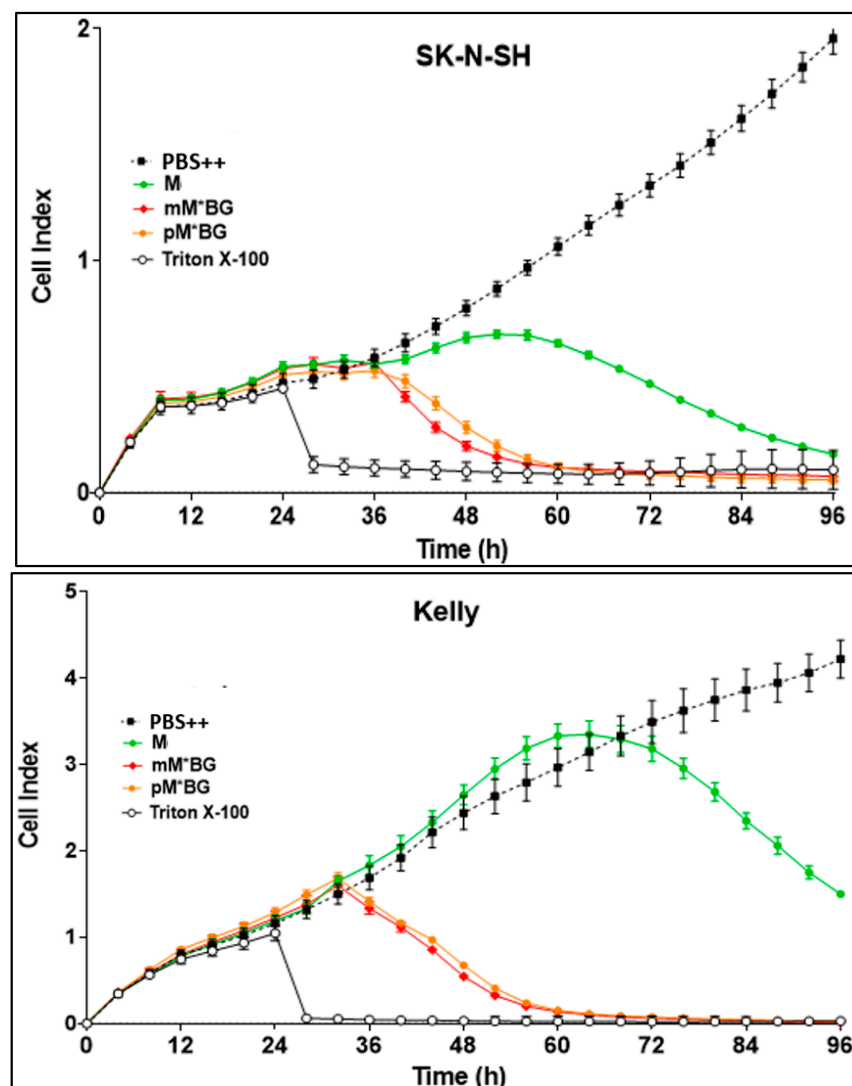 SK-N-SH
2
1
0
Cell Index
PBS++
M
mM*BG
pM*BG
Triton X-100
0 12 24 36 48 60 72 84 96
Time (h)
Kelly
5
4
3
2
1
0
Cell Index
PBS++
M
mM*BG
pM*BG
Triton X-100
0 12 24 36 48 60 72 84 96
Time (h)